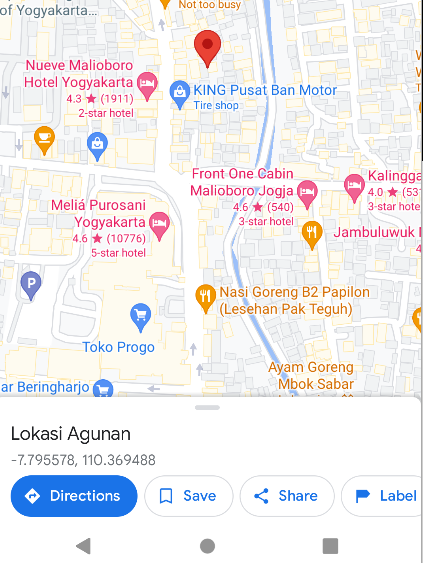 Not too busy
of Yogyakarta...
Nueve Malioboro
Hotel Yogyakarta
4.3 ★ (1911)
2-star hotel
KING Pusat Ban Motor
Tire shop
Front One Cabin
Malioboro Jogja
4.6 ★ (540)
3-star hotel
Kalingga
4.0 ★ (531
3-star hote
Meliá Purosani
Yogyakarta
4.6 ★ (10776)
5-star hotel
Jambuluwuk M
P
Nasi Goreng B2 Papilon
(Lesehan Pak Teguh)
Toko Progo
Ayam Goreng
Mbok Sabar
ar Beringharjo
Lokasi Agunan
-7.795578, 110.369488
Directions
Save
Share
Label